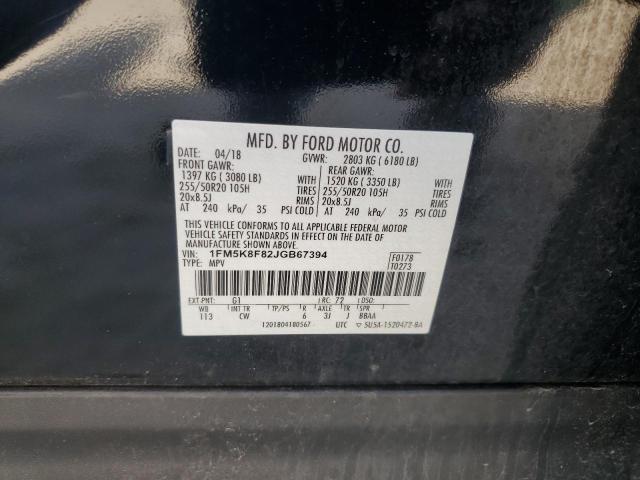 MFD. BY FORD MOTOR CO.
DATE: 04/18 GVWR: 2803 KG ( 6180 LB)
FRONT GAWR: REAR GAWR:
1397 KG ( 3080 LB) WITH 1520 KG ( 3350 LB) WITH
255/50R20 105H TIRES 255/50R20 105H TIRES
20x8.5J RIMS 20x8.5J RIMS
AT 240 kPa/ 35 PSI COLD AT 240 kPa/ 35 PSI COLD
THIS VEHICLE CONFORMS TO ALL APPLICABLE FEDERAL MOTOR
VEHICLE SAFETY STANDARDS IN EFFECT ON THE DATE OF
MANUFACTURE SHOWN ABOVE.
VIN: 1FM5K8F82JGB67394 F0178
TYPE: MPV T0273
EXT PNT: G1 RC: 72 DSO:
WB INT TR TP/PS R AXLE TR
113 CW 6 3J J BBAA
1201804180567 UTC 5U5A-1520472-BA